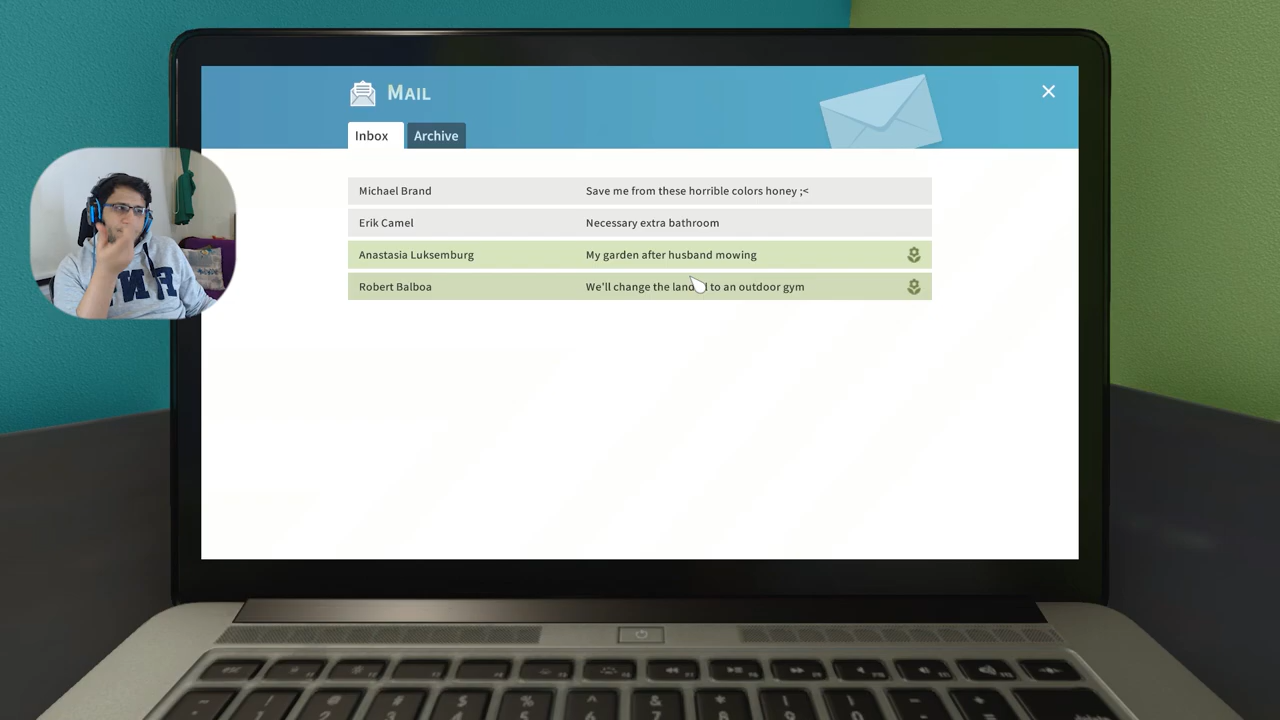 MAIL
Inbox
Archive
Michael Brand
Save me from these horrible colors honey ;<
Erik Camel
Necessary extra bathroom
Anastasia Luksemburg
My garden after husband mowing
Robert Balboa
We'll change the to an outdoor gym